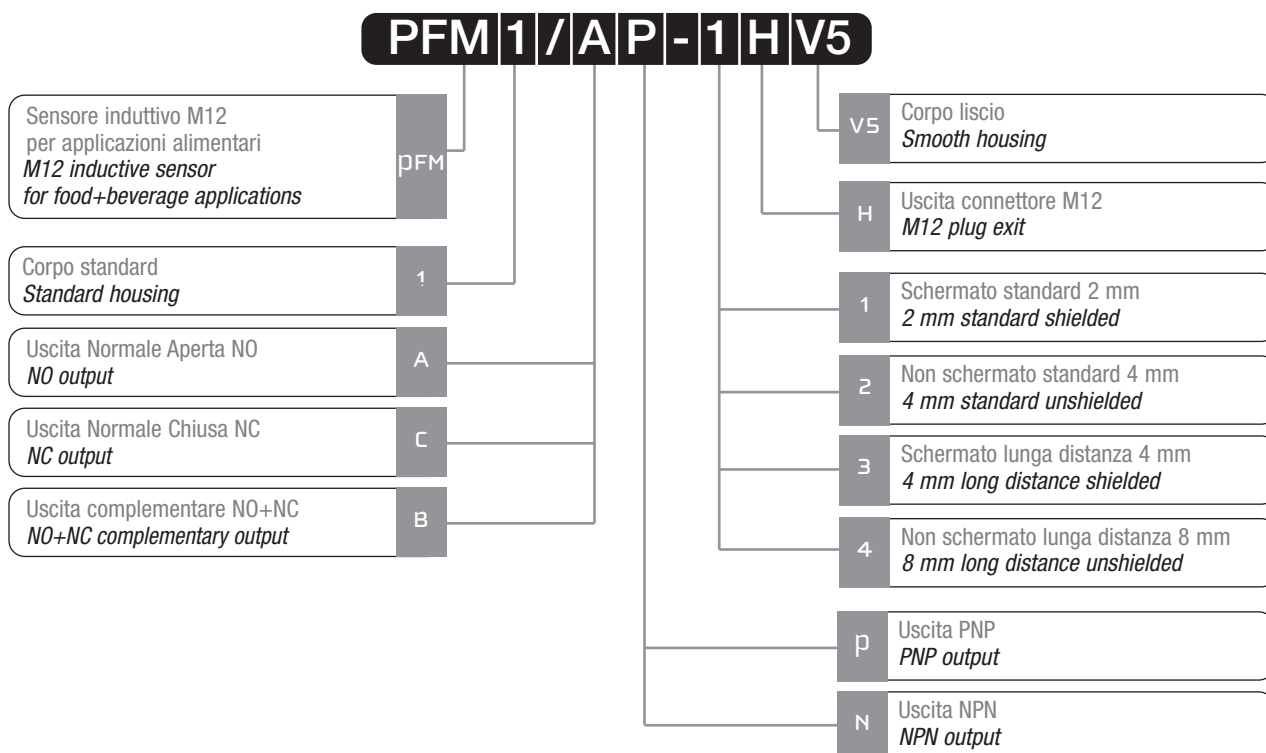 PFM1/AP-1HV5
Sensore induttivo M12
per applicazioni alimentari
M12 inductive sensor
for food+beverage applications
PFM
Corpo standard
Standard housing
1
Uscita Normale Aperta NO
NO output
A
Uscita Normale Chiusa NC
NC output
C
Uscita complementare NO+NC
NO+NC complementary output
B
V5
Corpo liscio
Smooth housing
H
Uscita connettore M12
M12 plug exit
1
Schermato standard 2 mm
2 mm standard shielded
2
Non schermato standard 4 mm
4 mm standard unshielded
3
Schermato lunga distanza 4 mm
4 mm long distance shielded
4
Non schermato lunga distanza 8 mm
8 mm long distance unshielded
P
Uscita PNP
PNP output
N
Uscita NPN
NPN output